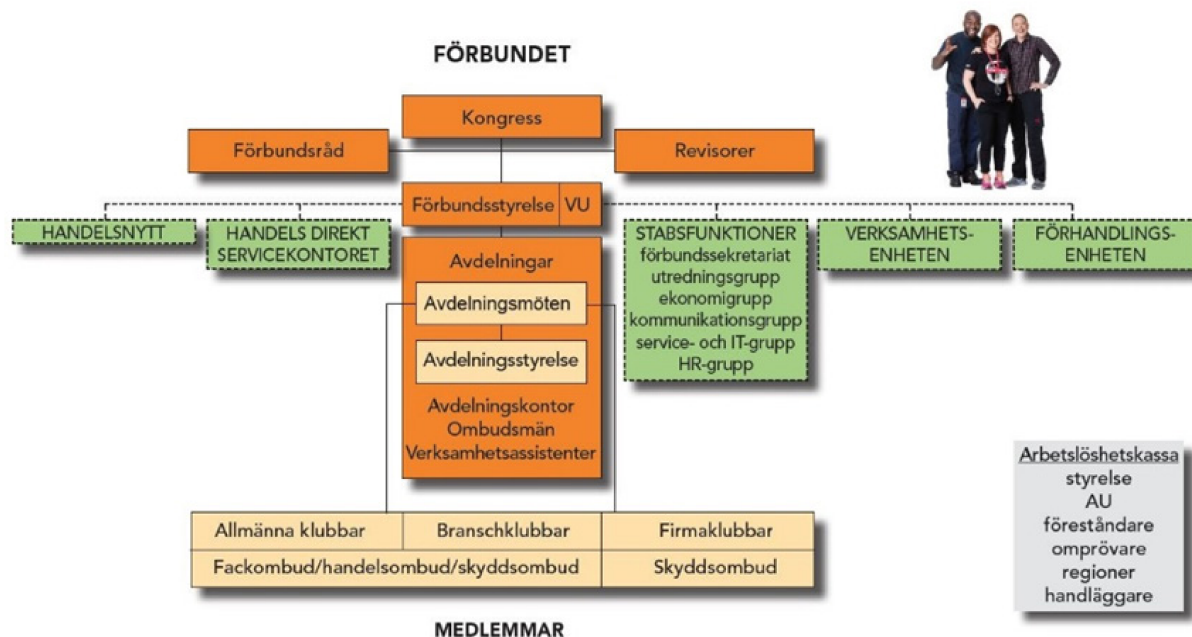 FÖRBUNDET
Kongress
Förbundsråd
Revisorer
Förbundsstyrelse VU
HANDELSNYTT
HANDELS DIREKT
SERVICEKONTORET
STABSFUNKTIONER
förbundssekretariat
utredningsgrupp
ekonomigrupp
kommunikationsgrupp
service- och IT-grupp
HR-grupp
VERKSAMHETS-
ENHETEN
FÖRHANDLINGS-
ENHETEN
Avdelningar
Avdelningsmöten
Avdelningsstyrelse
Avdelningskontor
Ombudsmän
Verksamhetsassistenter
Allmänna klubbar
Branschklubbar
Firmaklubbar
Fackombud/handelsombud/skyddsombud
Skyddsombud
Arbetslöshetskassa
styrelse
AU
föreståndare
omprövare
regioner
handläggare
MEDLEMMAR